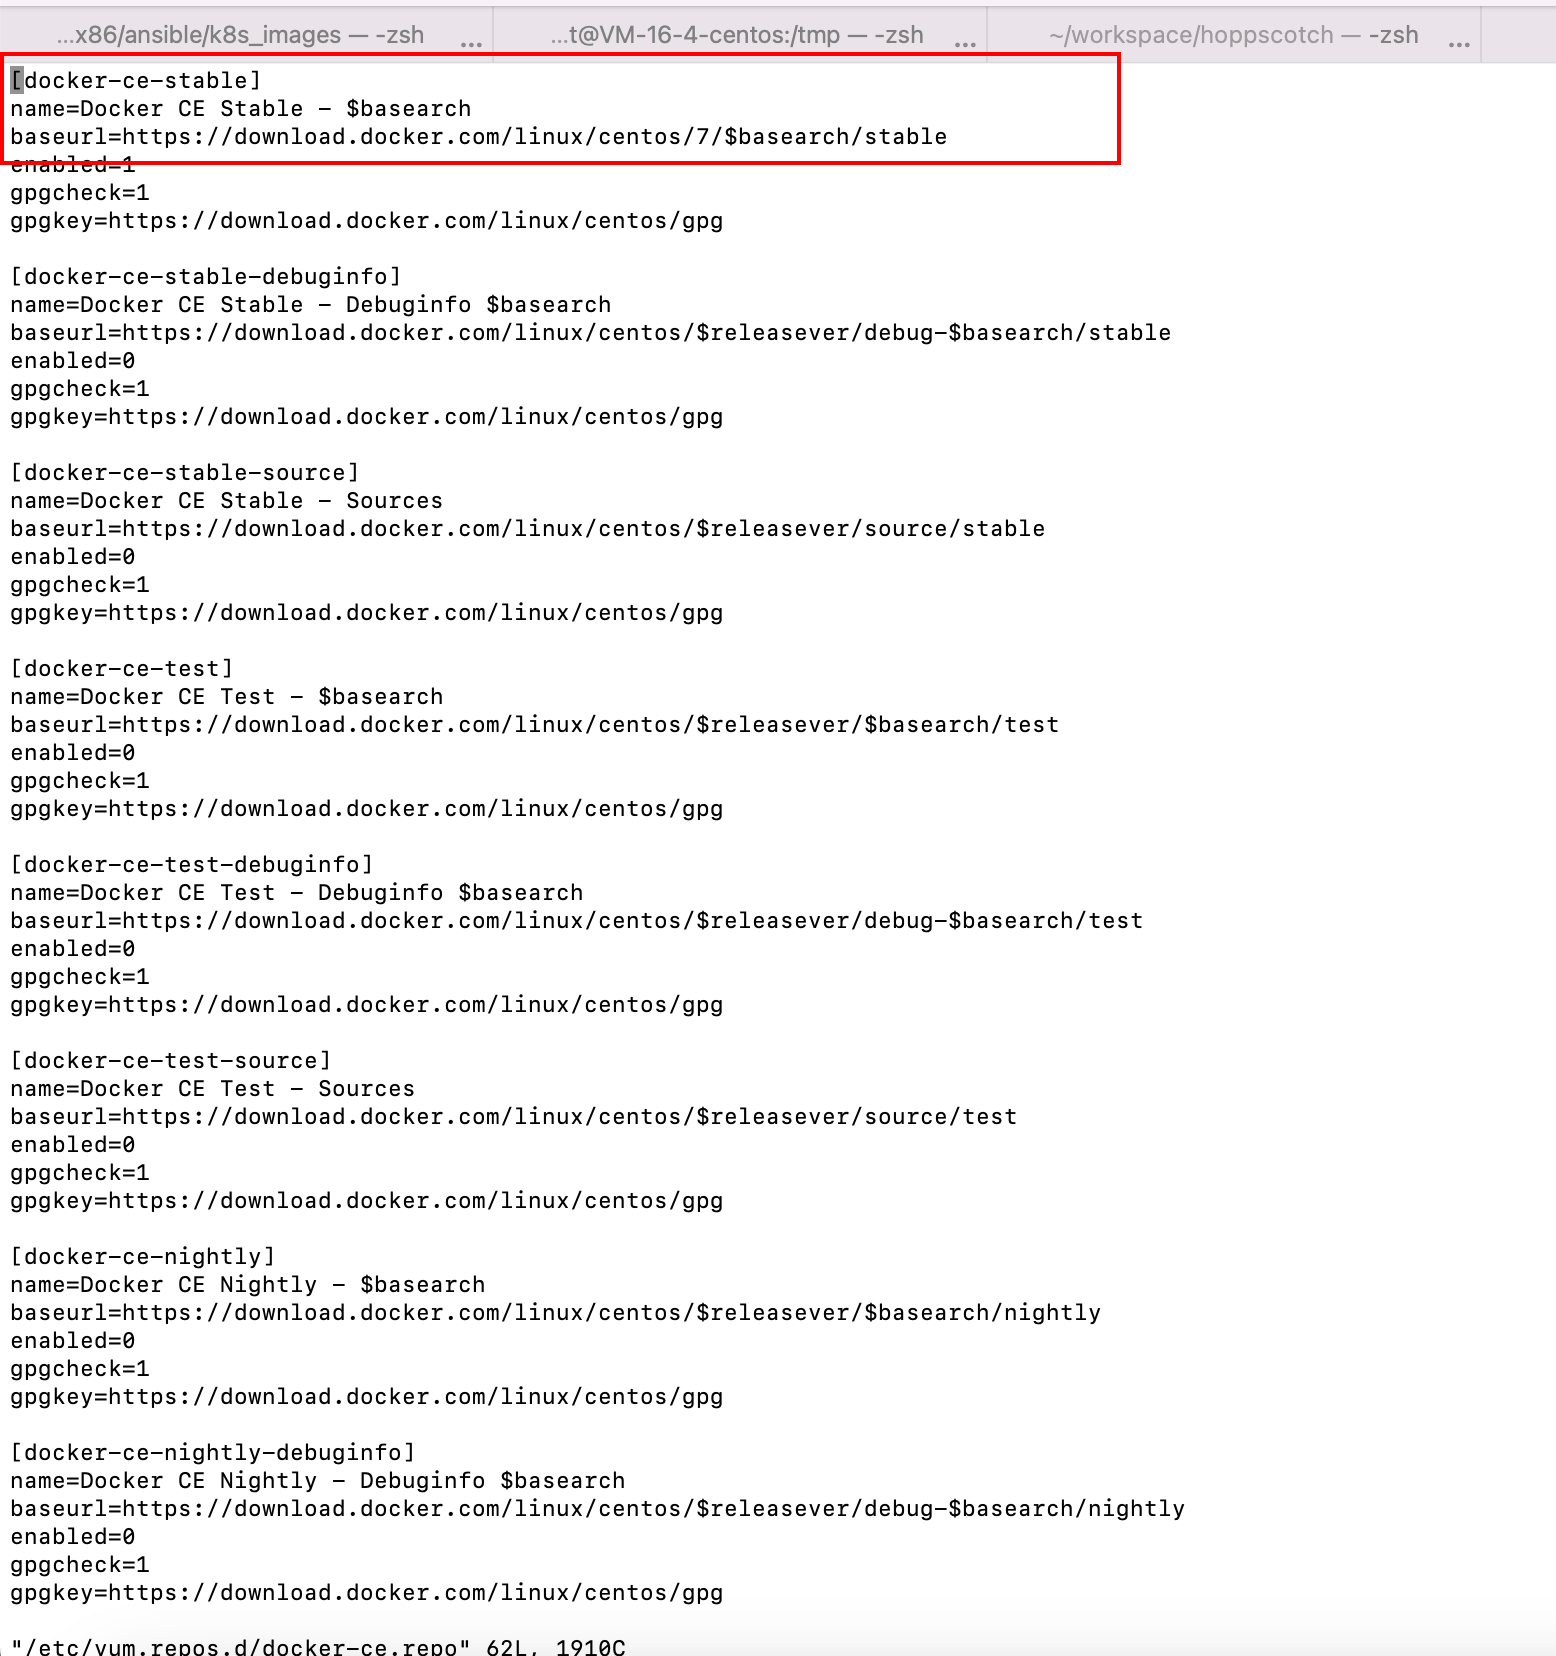 ...x86/ansible/k8s_images — -zsh ... ...t@VM-16-4-centos:/tmp — -zsh ... ~/workspace/hoppscotch — -zsh ...
[docker-ce-stable]
name=Docker CE Stable - $basearch
baseurl=https://download.docker.com/linux/centos/7/$basearch/stable
enabled=1
gpgcheck=1
gpgkey=https://download.docker.com/linux/centos/gpg

[docker-ce-stable-debuginfo]
name=Docker CE Stable - Debuginfo $basearch
baseurl=https://download.docker.com/linux/centos/$releasever/debug-$basearch/stable
enabled=0
gpgcheck=1
gpgkey=https://download.docker.com/linux/centos/gpg

[docker-ce-stable-source]
name=Docker CE Stable - Sources
baseurl=https://download.docker.com/linux/centos/$releasever/source/stable
enabled=0
gpgcheck=1
gpgkey=https://download.docker.com/linux/centos/gpg

[docker-ce-test]
name=Docker CE Test - $basearch
baseurl=https://download.docker.com/linux/centos/$releasever/$basearch/test
enabled=0
gpgcheck=1
gpgkey=https://download.docker.com/linux/centos/gpg

[docker-ce-test-debuginfo]
name=Docker CE Test - Debuginfo $basearch
baseurl=https://download.docker.com/linux/centos/$releasever/debug-$basearch/test
enabled=0
gpgcheck=1
gpgkey=https://download.docker.com/linux/centos/gpg

[docker-ce-test-source]
name=Docker CE Test - Sources
baseurl=https://download.docker.com/linux/centos/$releasever/source/test
enabled=0
gpgcheck=1
gpgkey=https://download.docker.com/linux/centos/gpg

[docker-ce-nightly]
name=Docker CE Nightly - $basearch
baseurl=https://download.docker.com/linux/centos/$releasever/$basearch/nightly
enabled=0
gpgcheck=1
gpgkey=https://download.docker.com/linux/centos/gpg

[docker-ce-nightly-debuginfo]
name=Docker CE Nightly - Debuginfo $basearch
baseurl=https://download.docker.com/linux/centos/$releasever/debug-$basearch/nightly
enabled=0
gpgcheck=1
gpgkey=https://download.docker.com/linux/centos/gpg

"/etc/yum.repos.d/docker-ce.repo" 62L, 1910C